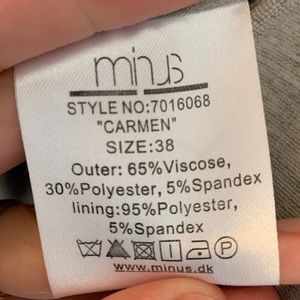 minus
STYLE NO:7016068
"CARMEN"
SIZE:38
Outer: 65%Viscose,
30%Polyester, 5%Spandex
lining:95%Polyester,
5%Spandex
www.minus.dk